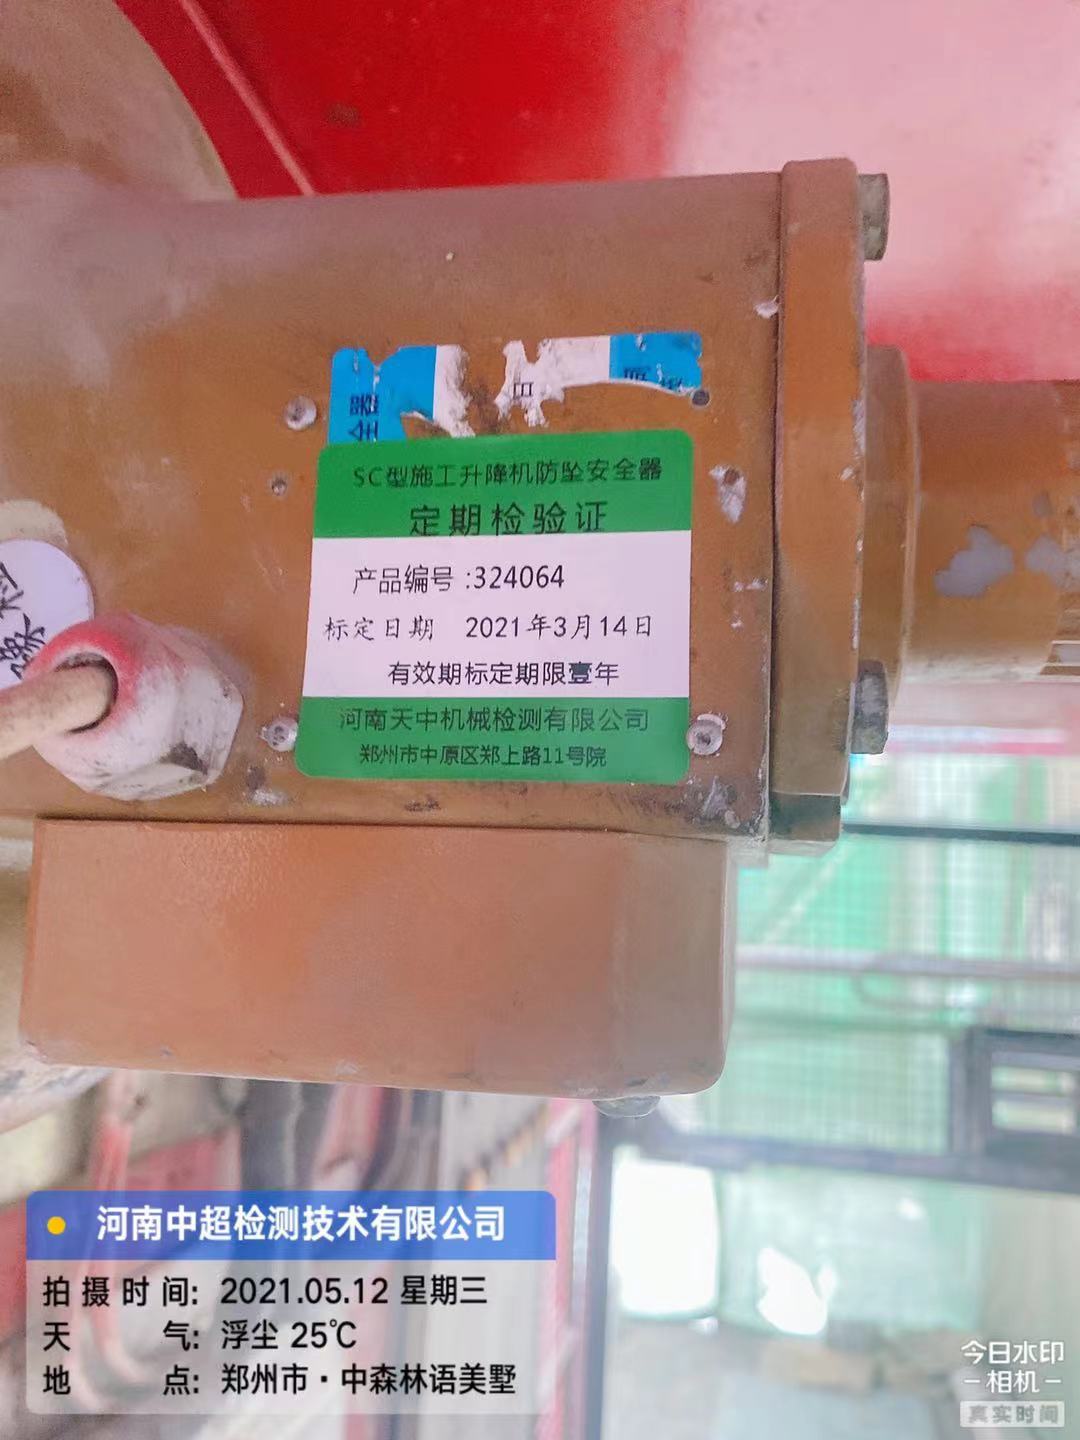 全器
日
SC型施工升降机防坠安全器
定期检验证
产品编号:324064
标定日期 2021年3月14日
有效期标定期限壹年
河南天中机械检测有限公司
郑州市中原区郑上路11号院
河南中超检测技术有限公司
拍摄时间: 2021.05.12 星期三
天气: 浮尘 25℃
地点: 郑州市·中森林语美墅
今日水印
-相机-
真实时间